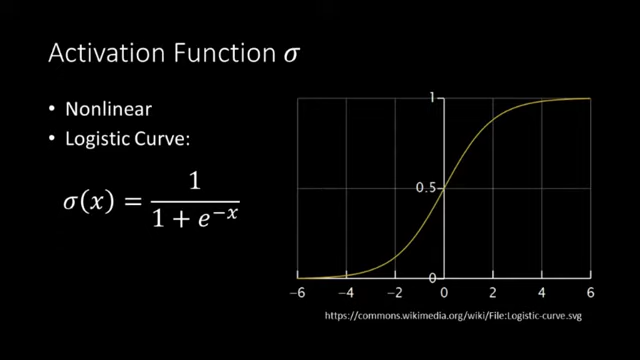 Activation Function σ
• Nonlinear
• Logistic Curve:
σ(x) = 1 / (1 + e^{−x})
1
0.5
0
−6 −4 −2 0 2 4 6
https://commons.wikimedia.org/wiki/File:Logistic-curve.svg